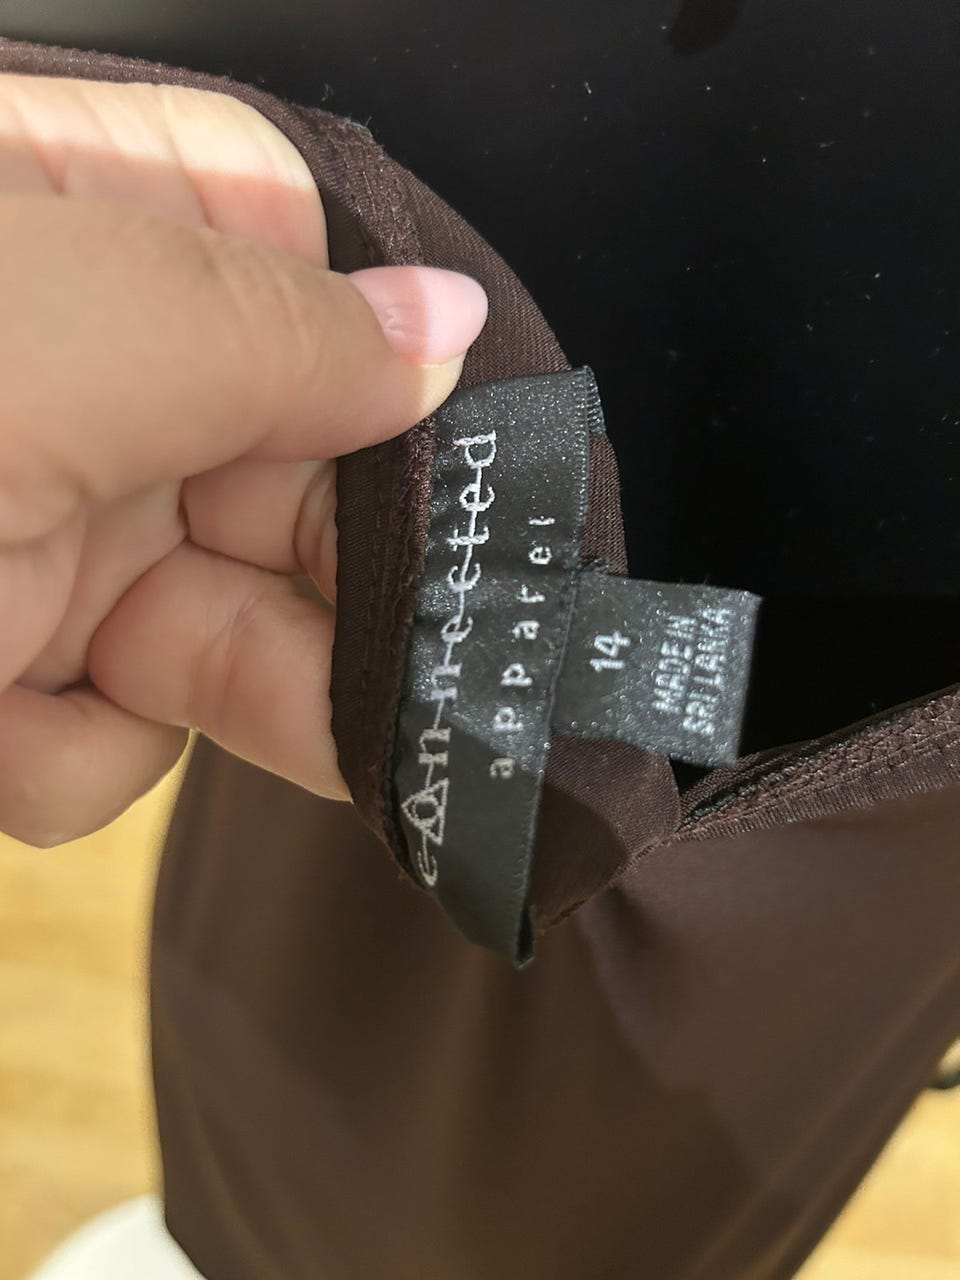 connected
apparel
14
MADE IN
SRI LANKA